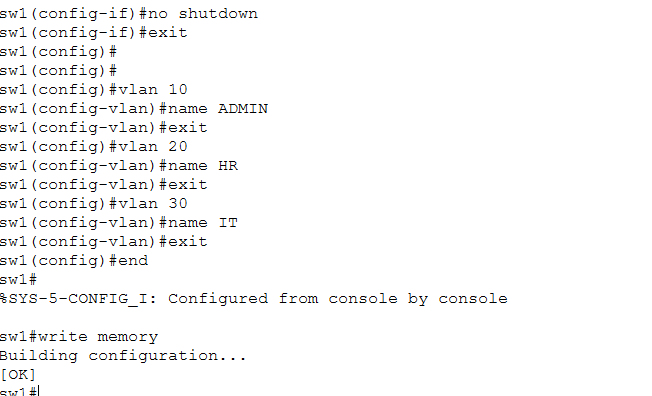 sw1(config-if)#no shutdown
sw1(config-if)#exit
sw1(config)#
sw1(config)#
sw1(config)#vlan 10
sw1(config-vlan)#name ADMIN
sw1(config-vlan)#exit
sw1(config)#vlan 20
sw1(config-vlan)#name HR
sw1(config-vlan)#exit
sw1(config)#vlan 30
sw1(config-vlan)#name IT
sw1(config-vlan)#exit
sw1(config)#end
sw1#
%SYS-5-CONFIG_I: Configured from console by console
sw1#write memory
Building configuration...
[OK]
sw1#